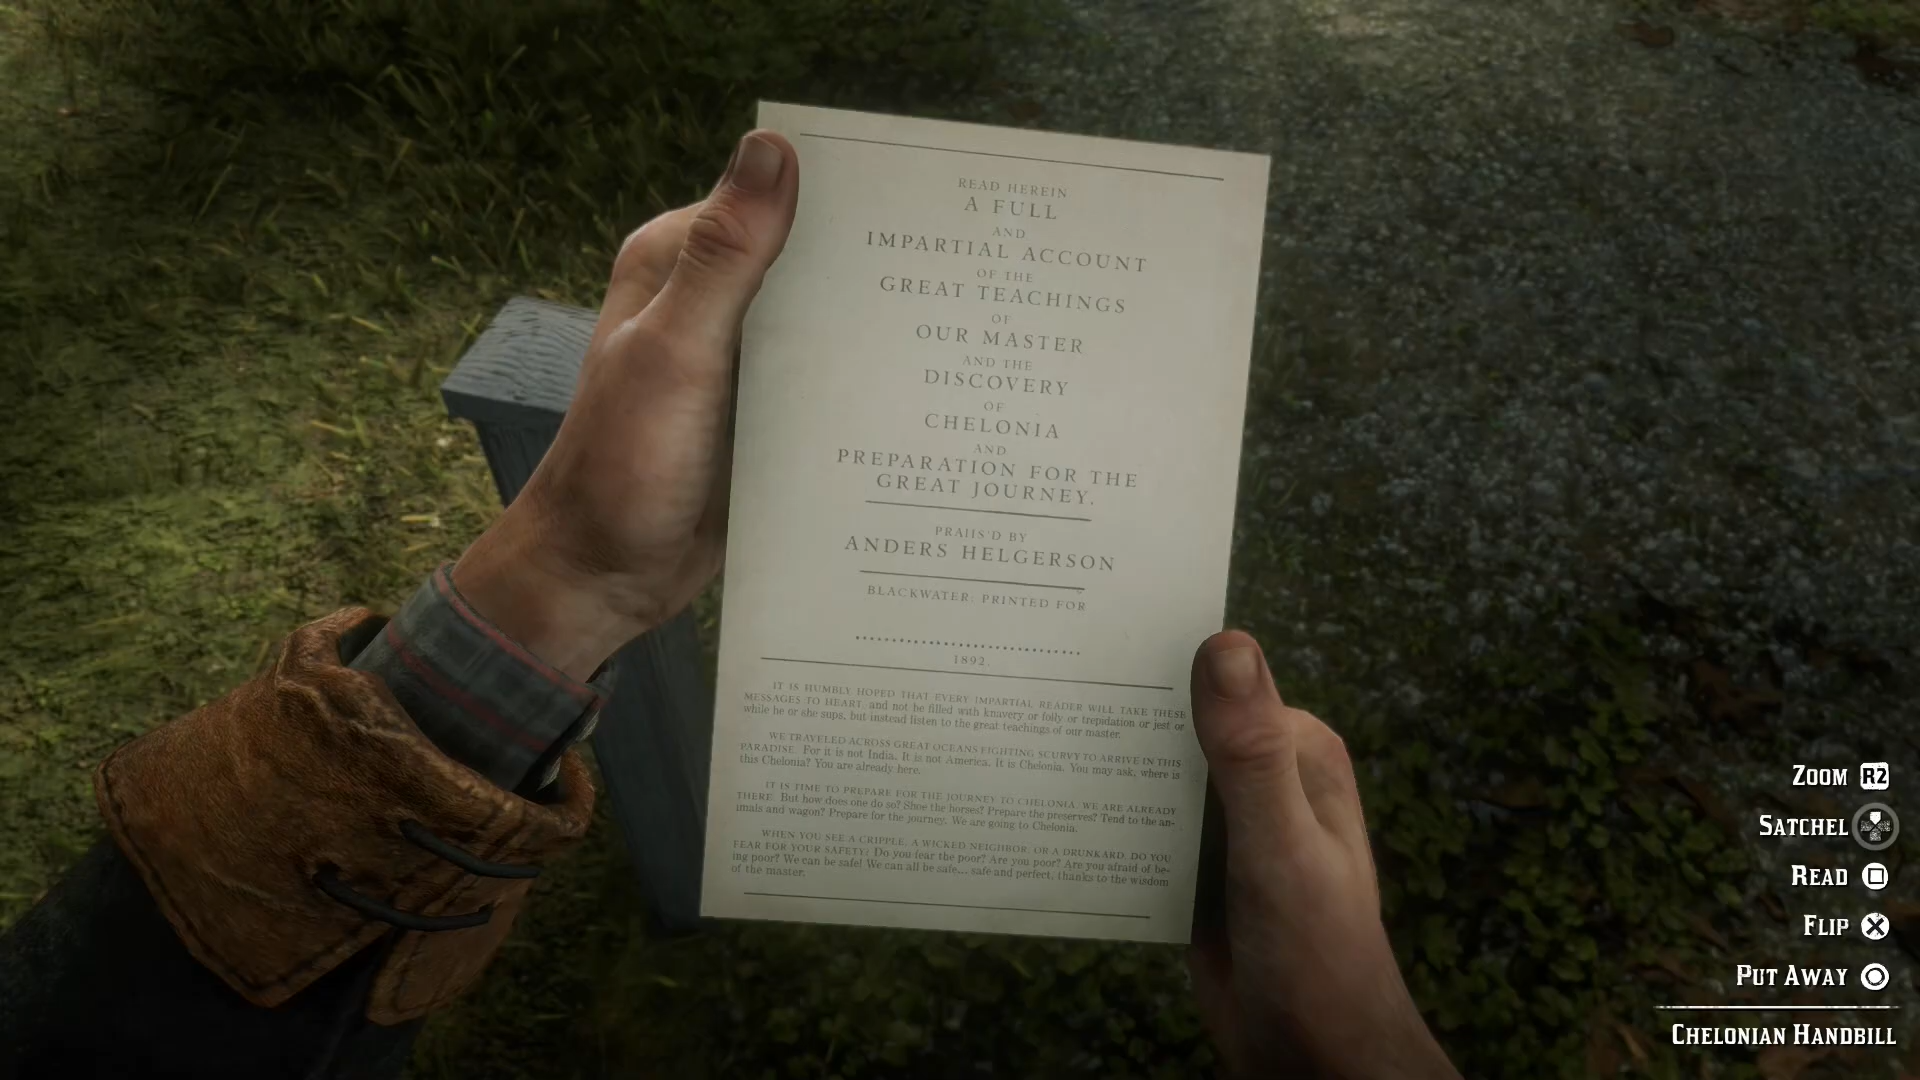 READ HEREIN
A FULL
AND
IMPARTIAL ACCOUNT
OF THE
GREAT TEACHINGS
OF
OUR MASTER
AND THE
DISCOVERY
OF
CHELONIA
AND
PREPARATION FOR THE
GREAT JOURNEY.
PRAIIS'D BY
ANDERS HELGERSON
BLACKWATER: PRINTED FOR
1892.
IT IS HUMBLY HOPED THAT EVERY IMPARTIAL READER WILL TAKE THESE
MESSAGES TO HEART, and not be filled with knavery or folly or trepidation or jest or
while he or she sups, but instead listen to the great teachings of our master.
WE TRAVELED ACROSS GREAT OCEANS FIGHTING SCURVY TO ARRIVE IN THIS
PARADISE. For it is not India. It is not America. It is Chelonia. You may ask, where is
this Chelonia? You are already here.
IT IS TIME TO PREPARE FOR THE JOURNEY TO CHELONIA. WE ARE ALREADY
THERE. But how does one do so? Shoe the horses? Prepare the preserves? Tend to the an-
imals and wagon? Prepare for the journey. We are going to Chelonia.
WHEN YOU SEE A CRIPPLE, A WICKED NEIGHBOR, OR A DRUNKARD, DO YOU
FEAR FOR YOUR SAFETY? Do you fear the poor? Are you poor? Are you afraid of be-
ing poor? We can be safe! We can all be safe... safe and perfect, thanks to the wisdom
of the master.
ZOOM R2
SATCHEL
READ
FLIP
PUT AWAY
CHELONIAN HANDBILL